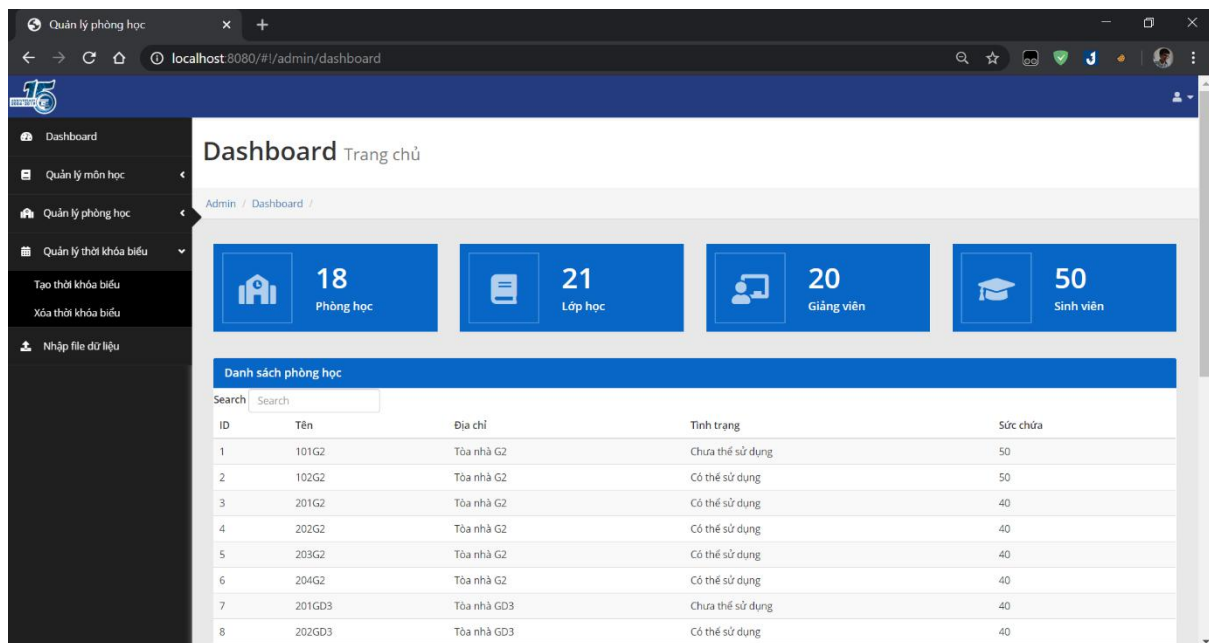 Quản lý phòng học
localhost:8080/#!/admin/dashboard
15
Dashboard
Quản lý môn học
Quản lý phòng học
Quản lý thời khóa biểu
Tạo thời khóa biểu
Xóa thời khóa biểu
Nhập file dữ liệu
Dashboard Trang chủ
Admin / Dashboard /
18 Phòng học
21 Lớp học
20 Giảng viên
50 Sinh viên
Danh sách phòng học
Search Search
ID Tên Địa chỉ Tình trạng Sức chứa
1 101G2 Tòa nhà G2 Chưa thể sử dụng 50
2 102G2 Tòa nhà G2 Có thể sử dụng 50
3 201G2 Tòa nhà G2 Có thể sử dụng 40
4 202G2 Tòa nhà G2 Có thể sử dụng 40
5 203G2 Tòa nhà G2 Có thể sử dụng 40
6 204G2 Tòa nhà G2 Có thể sử dụng 40
7 201GD3 Tòa nhà GD3 Chưa thể sử dụng 40
8 202GD3 Tòa nhà GD3 Có thể sử dụng 40